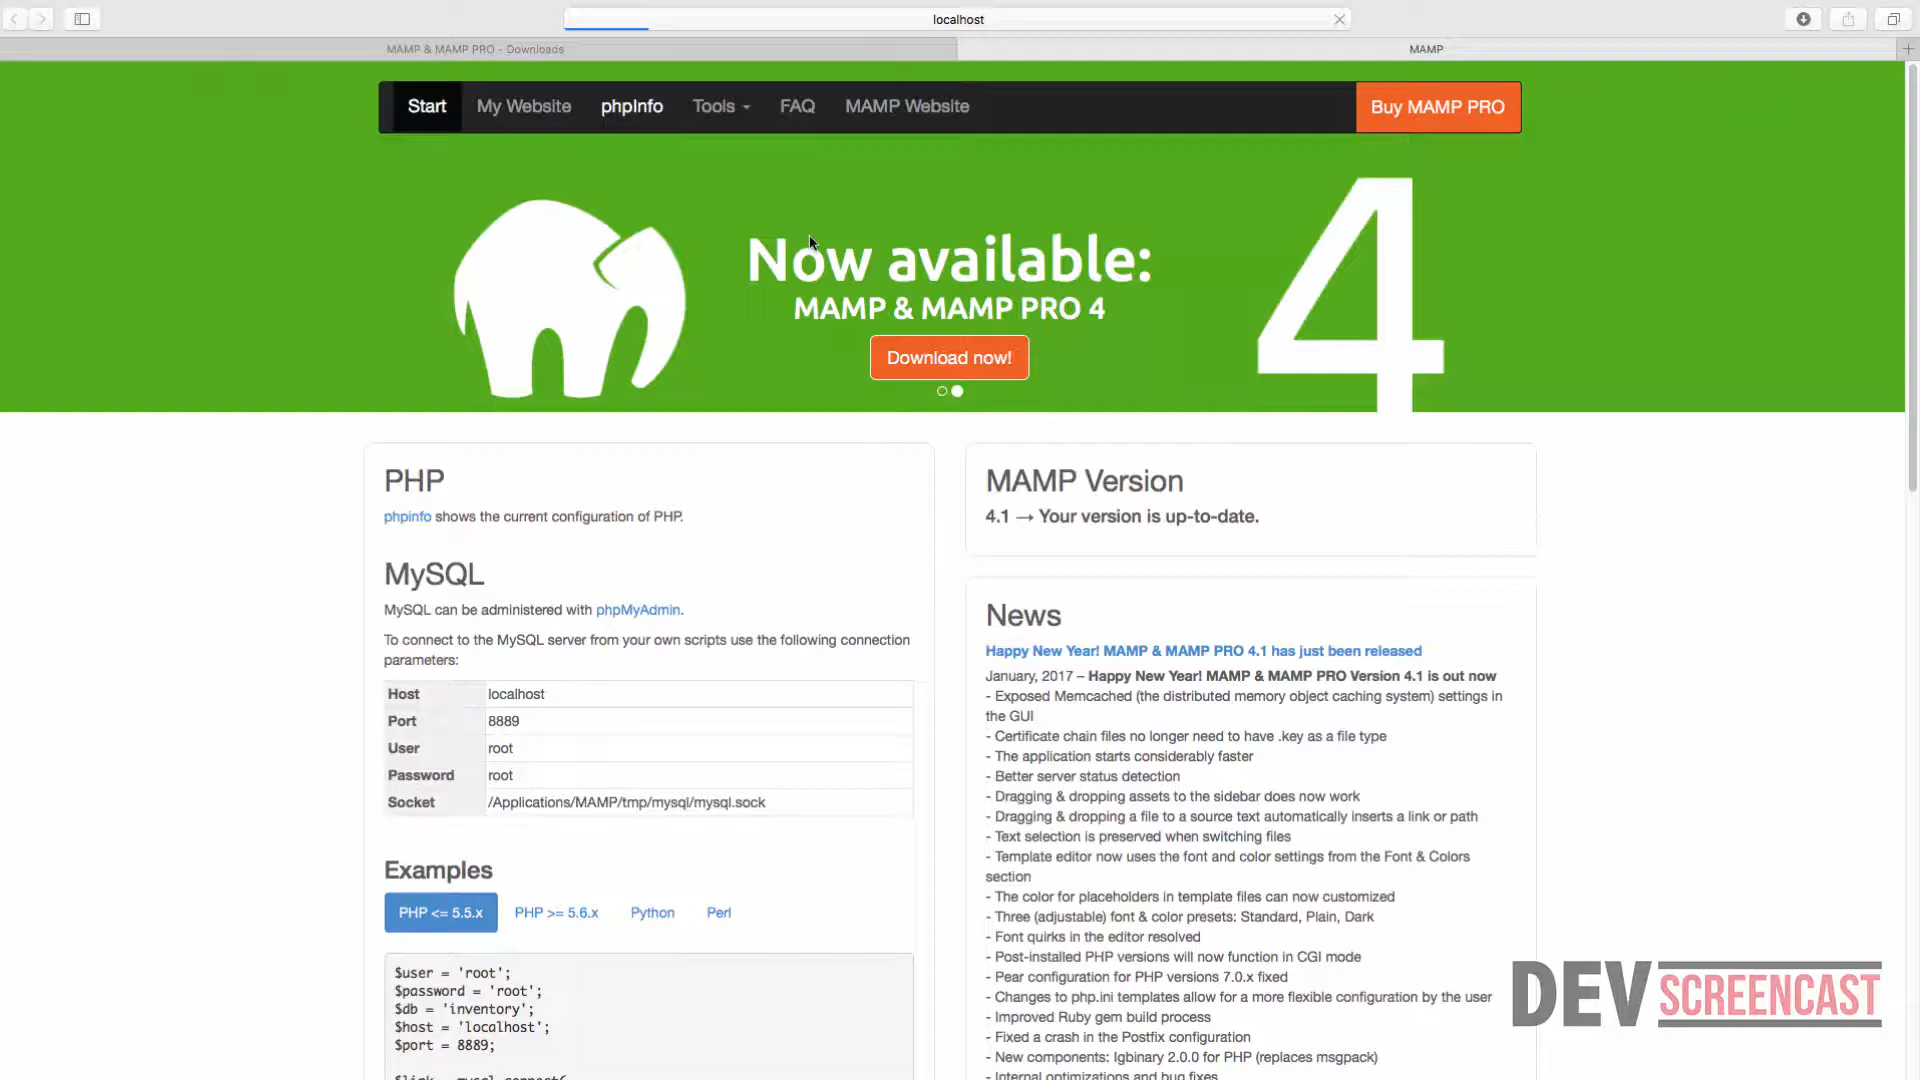 localhost
MAMP & MAMP PRO - Downloads
MAMP
Start
My Website
phpInfo
Tools
FAQ
MAMP Website
Buy MAMP PRO
Now available:
MAMP & MAMP PRO 4
4
Download now!
PHP
phpinfo shows the current configuration of PHP.
MySQL
MySQL can be administered with phpMyAdmin.
To connect to the MySQL server from your own scripts use the following connection
parameters:
Host localhost
Port 8889
User root
Password root
Socket /Applications/MAMP/tmp/mysql/mysql.sock
Examples
PHP <= 5.5.x
PHP >= 5.6.x
Python
Perl
$user = 'root';
$password = 'root';
$db = 'inventory';
$host = 'localhost';
$port = 8889;
MAMP Version
4.1 → Your version is up-to-date.
News
Happy New Year! MAMP & MAMP PRO 4.1 has just been released
January, 2017 – Happy New Year! MAMP & MAMP PRO Version 4.1 is out now
- Exposed Memcached (the distributed memory object caching system) settings in
the GUI
- Certificate chain files no longer need to have .key as a file type
- The application starts considerably faster
- Better server status detection
- Dragging & dropping assets to the sidebar does now work
- Dragging & dropping a file to a source text automatically inserts a link or path
- Text selection is preserved when switching files
- Template editor now uses the font and color settings from the Font & Colors
section
- The color for placeholders in template files can now customized
- Three (adjustable) font & color presets: Standard, Plain, Dark
- Font quirks in the editor resolved
- Post-installed PHP versions will now function in CGI mode
- Pear configuration for PHP versions 7.0.x fixed
- Changes to php.ini templates allow for a more flexible configuration by the user
- Improved Ruby gem build process
- Fixed a crash in the Postfix configuration
- New components: Igbinary 2.0.0 for PHP (replaces msgpack)
- Internal optimizations and bug fixes
DEVSCREENCAST